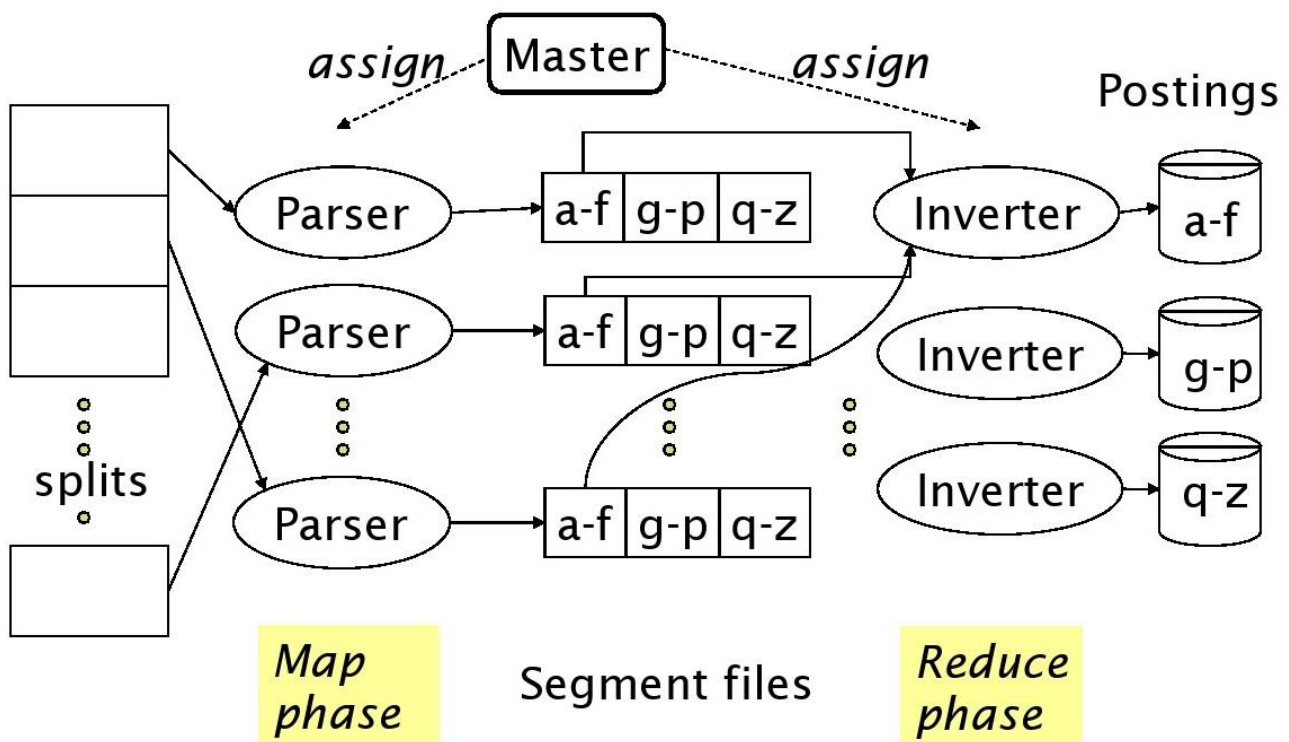 assign
Master
assign
Postings
Parser
a-f g-p q-z
Inverter
a-f
Parser
a-f g-p q-z
Inverter
g-p
splits
Parser
a-f g-p q-z
Inverter
q-z
Map
phase
Segment files
Reduce
phase